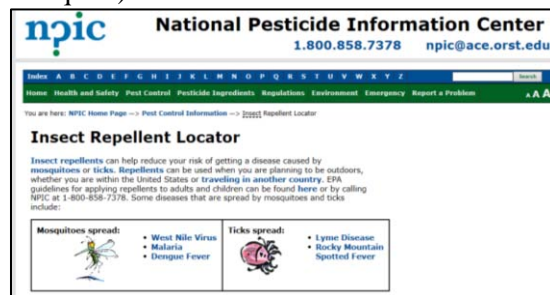 npic
National Pesticide Information Center
1.800.858.7378 npic@ace.orst.edu
Index A B C D E F G H I J K L M N O P Q R S T U V W X Y Z Search
Home Health and Safety Pest Control Pesticide Ingredients Regulations Environment Emergency Report a Problem A A A
You are here: NPIC Home Page --> Pest Control Information --> Insect Repellent Locator
Insect Repellent Locator
Insect repellents can help reduce your risk of getting a disease caused by
mosquitoes or ticks. Repellents can be used when you are planning to be outdoors,
whether you are within the United States or traveling in another country. EPA
guidelines for applying repellents to adults and children can be found here or by calling
NPIC at 1-800-858-7378. Some diseases that are spread by mosquitoes and ticks
include:
Mosquitoes spread:
• West Nile Virus
• Malaria
• Dengue Fever
Ticks spread:
• Lyme Disease
• Rocky Mountain
Spotted Fever